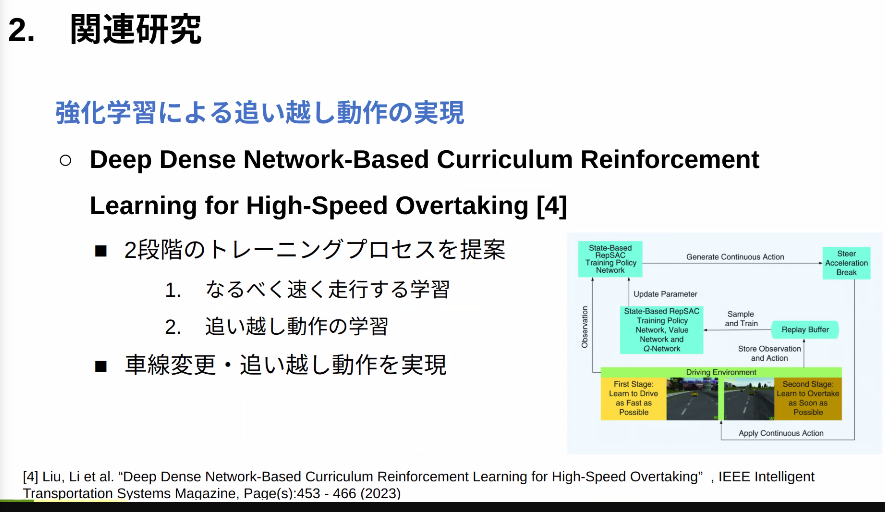 2. 関連研究
強化学習による追い越し動作の実現
○ Deep Dense Network-Based Curriculum Reinforcement
Learning for High-Speed Overtaking [4]
■ 2段階のトレーニングプロセスを提案
1. なるべく速く走行する学習
2. 追い越し動作の学習
■ 車線変更・追い越し動作を実現
State-Based
RepSAC
Training Policy
Network
Generate Continuous Action
Steer
Acceleration
Break
Observation
Update Parameter
State-Based RepSAC
Training Policy
Network, Value
Network and
Q-Network
Sample
and Train
Replay Buffer
Store Observation
and Action
Driving Environment
First Stage:
Learn to Drive
as Fast as
Possible
Second Stage:
Learn to Overtake
as Soon as
Possible
Apply Continuous Action
[4] Liu, Li et al. “Deep Dense Network-Based Curriculum Reinforcement Learning for High-Speed Overtaking” , IEEE Intelligent
Transportation Systems Magazine, Page(s):453 - 466 (2023)